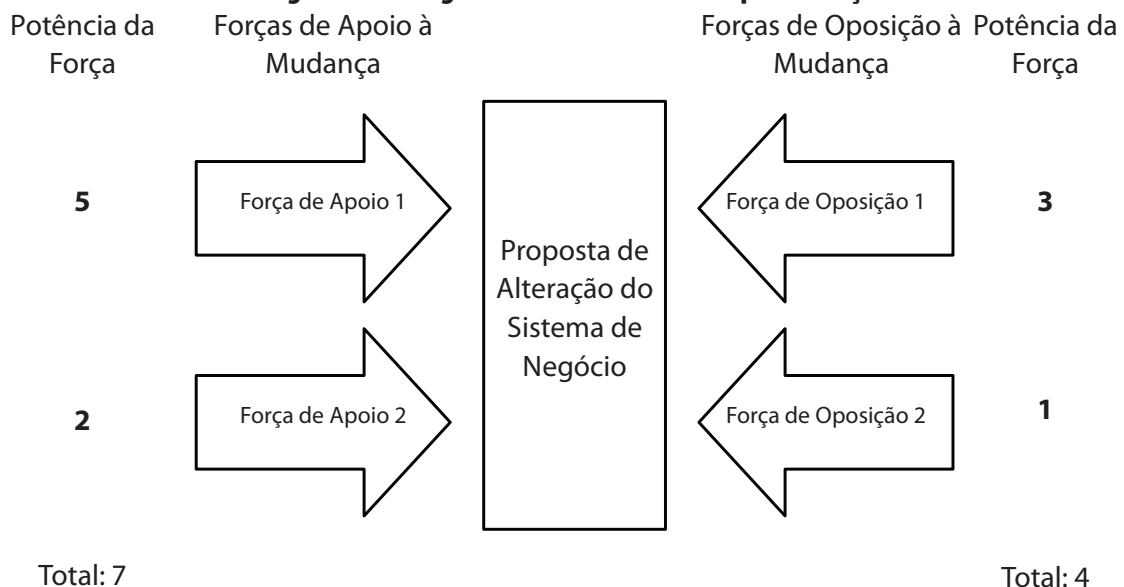 Potência da
Força
Forças de Apoio à
Mudança
Forças de Oposição à
Mudança
Potência da
Força
5
Força de Apoio 1
Força de Oposição 1
3
Proposta de
Alteração do
Sistema de
Negócio
2
Força de Apoio 2
Força de Oposição 2
1
Total: 7
Total: 4